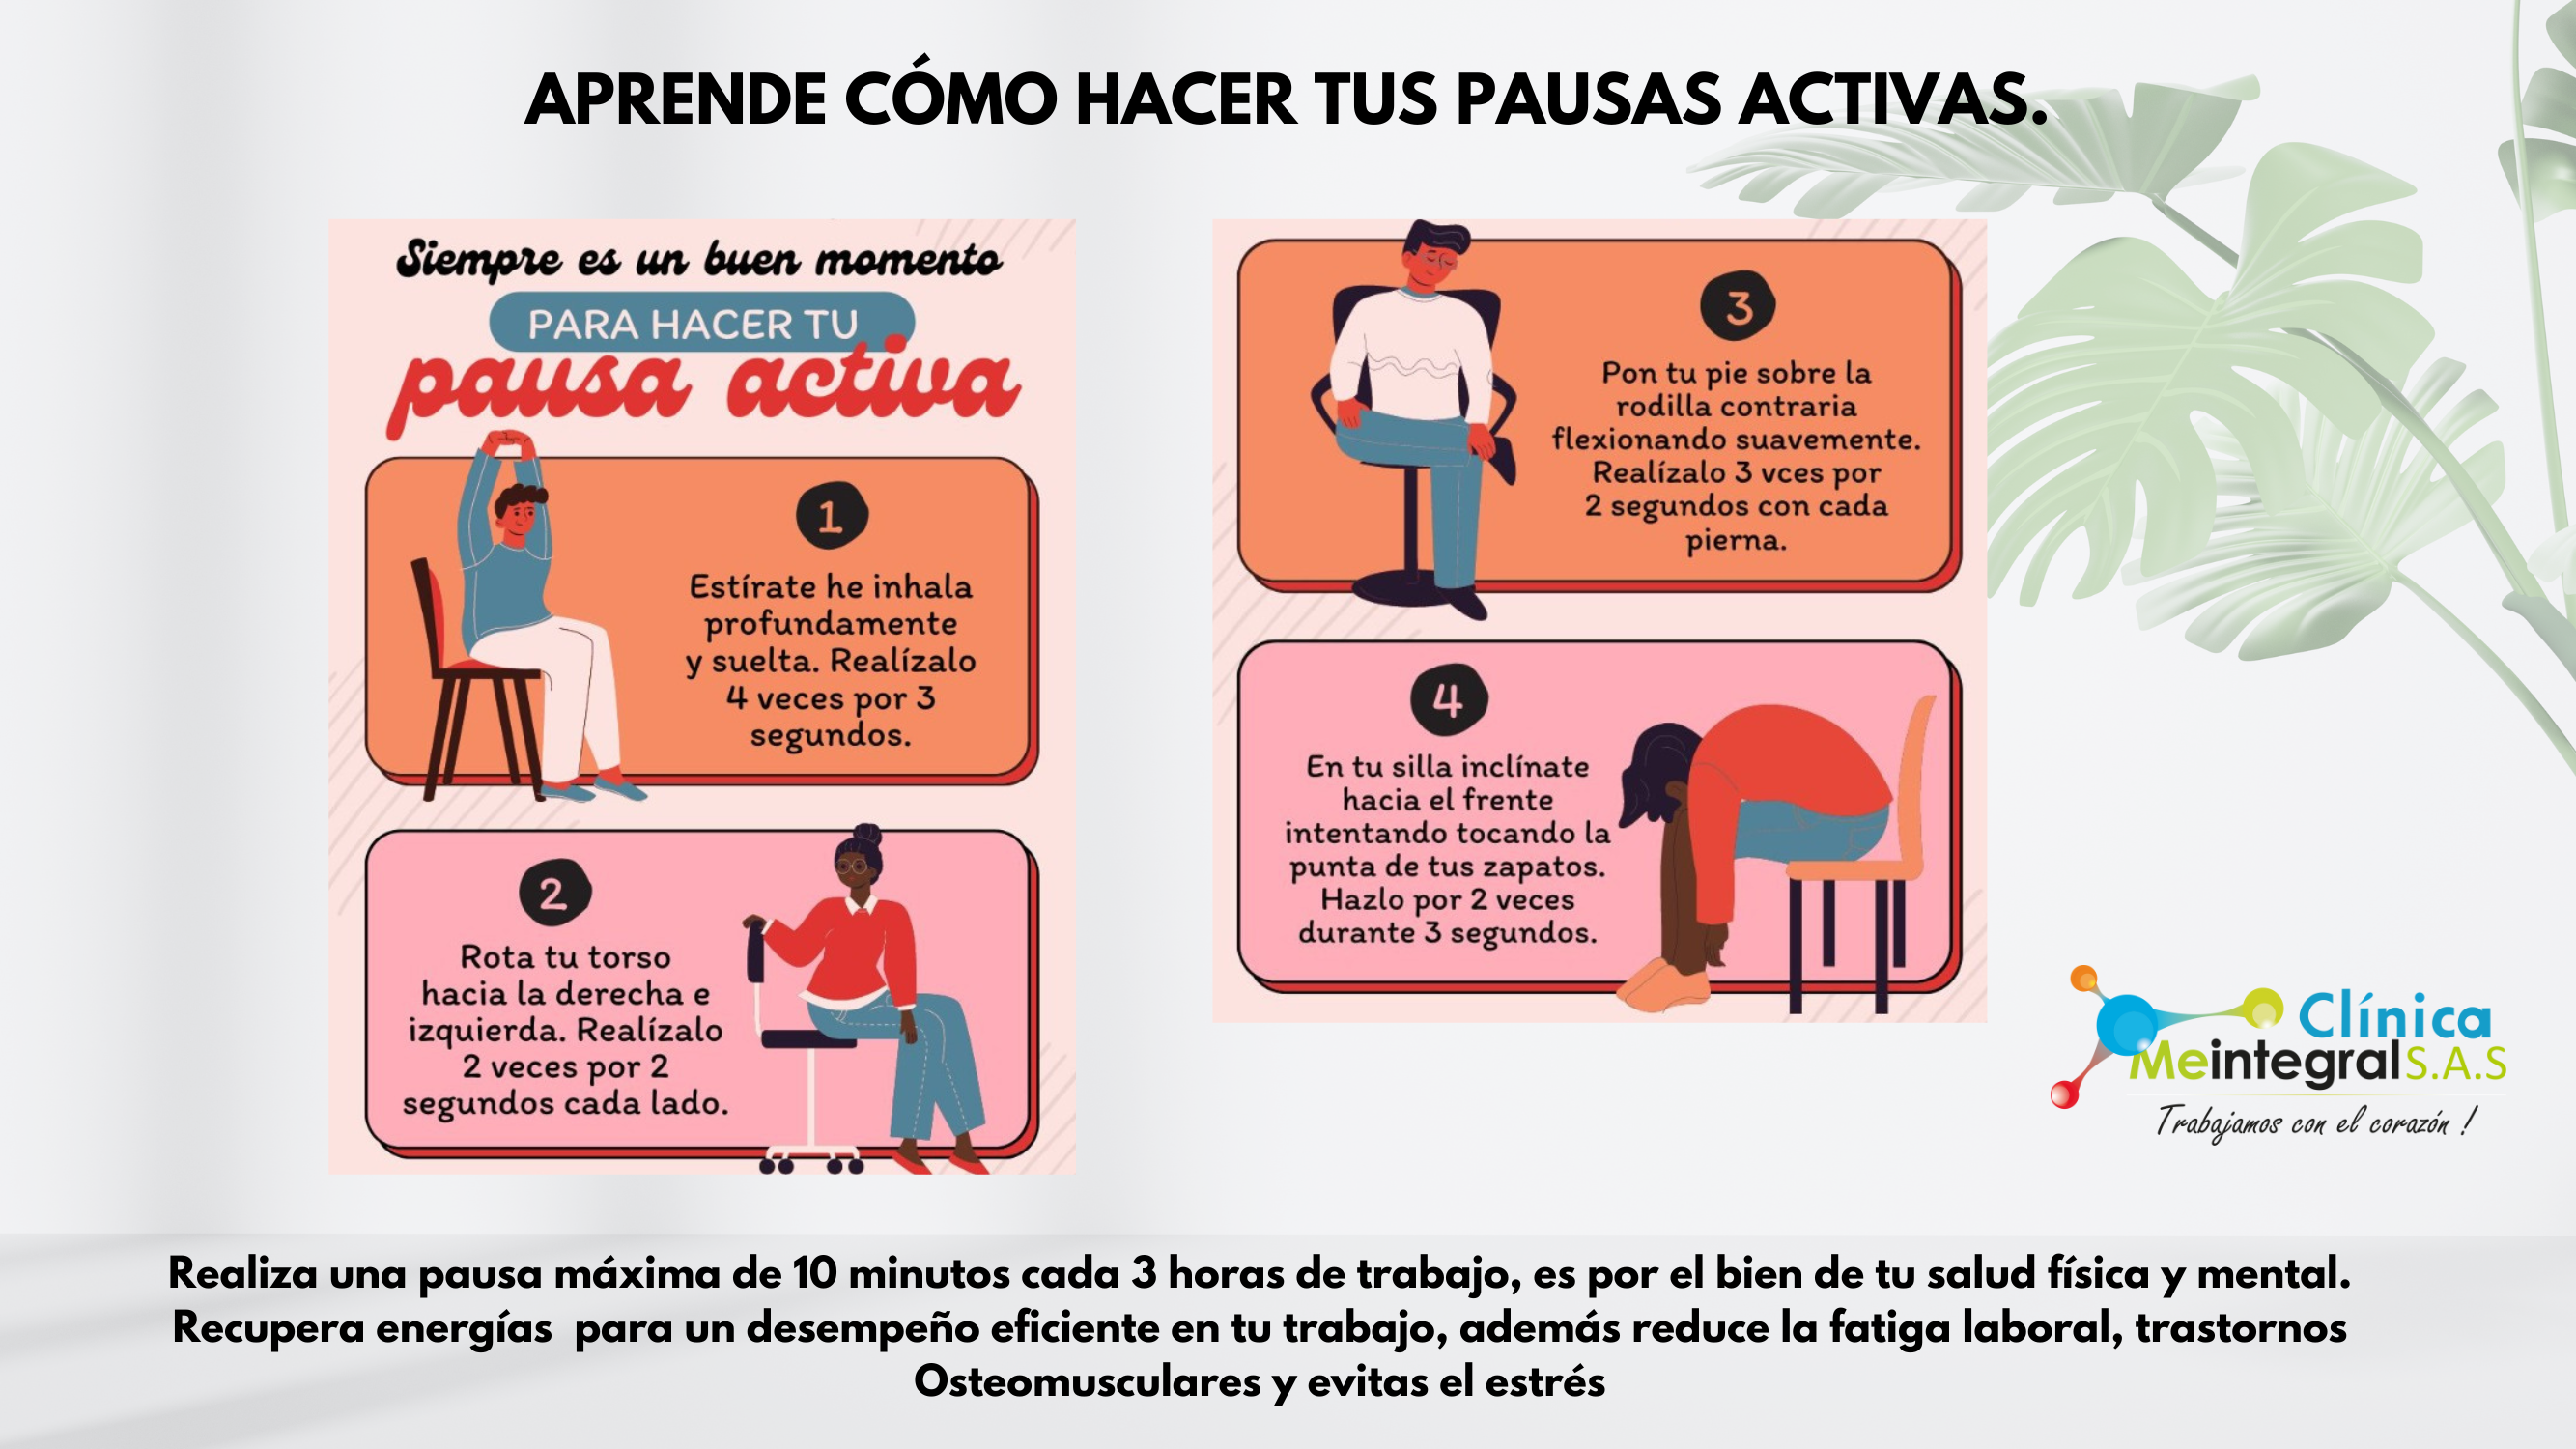 APRENDE CÓMO HACER TUS PAUSAS ACTIVAS.
Siempre es un buen momento
PARA HACER TU
pausa activa
1
Estírate he inhala
profundamente
y suelta. Realízalo
4 veces por 3
segundos.
2
Rota tu torso
hacia la derecha e
izquierda. Realízalo
2 veces por 2
segundos cada lado.
3
Pon tu pie sobre la
rodilla contraria
flexionando suavemente.
Realízalo 3 vces por
2 segundos con cada
pierna.
4
En tu silla inclínate
hacia el frente
intentando tocando la
punta de tus zapatos.
Hazlo por 2 veces
durante 3 segundos.
Clínica
Meintegral S.A.S
Trabajamos con el corazón !
Realiza una pausa máxima de 10 minutos cada 3 horas de trabajo, es por el bien de tu salud física y mental.
Recupera energías  para un desempeño eficiente en tu trabajo, además reduce la fatiga laboral, trastornos
Osteomusculares y evitas el estrés